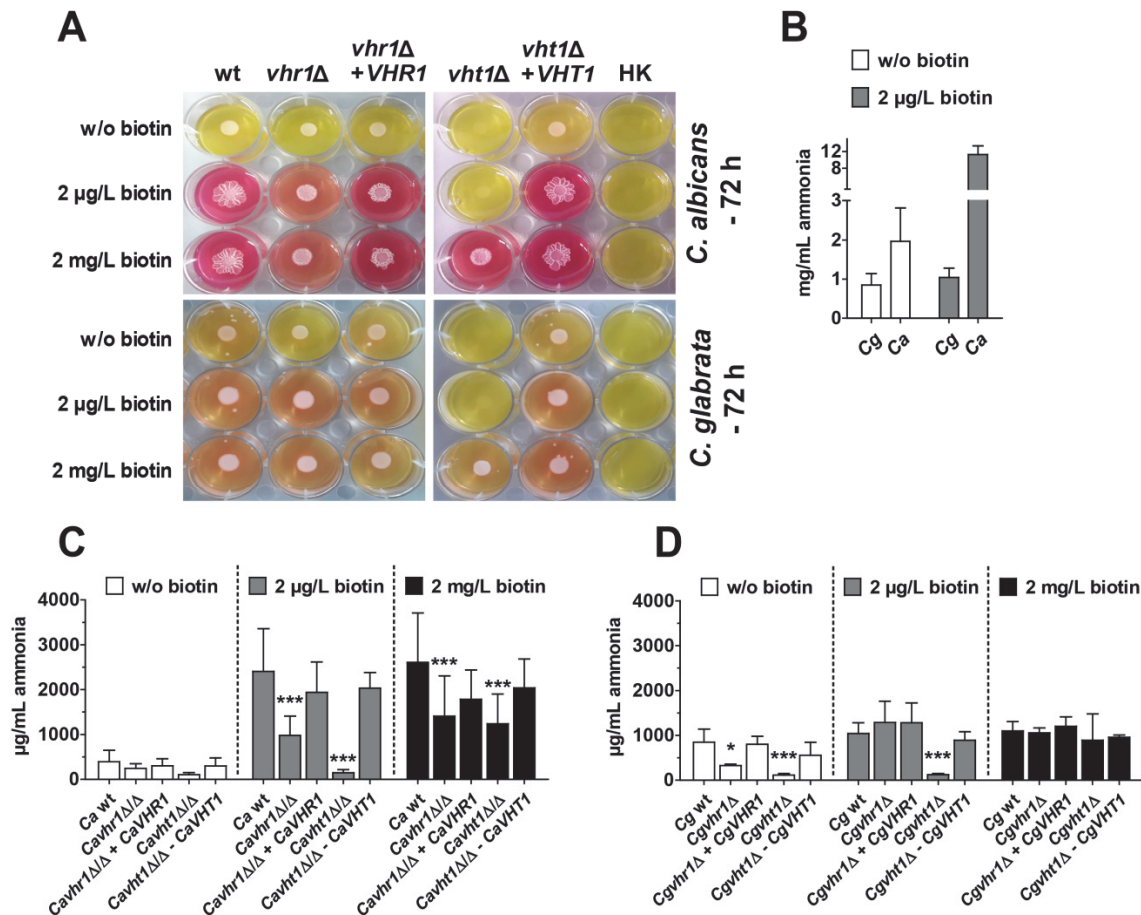 A
wt
vhr1Δ
vhr1Δ
+VHR1
vht1Δ
vht1Δ
+VHT1
HK
w/o biotin
2 µg/L biotin
2 mg/L biotin
C. albicans
- 72 h
w/o biotin
2 µg/L biotin
2 mg/L biotin
C. glabrata
- 72 h
B
w/o biotin
2 µg/L biotin
mg/mL ammonia
12
8
3
2
1
0
Cg
Ca
Cg
Ca
C
w/o biotin
2 µg/L biotin
2 mg/L biotin
µg/mL ammonia
4000
3000
2000
1000
0
***
***
***
***
Ca wt
Cavhr1Δ/Δ
Cavhr1Δ/Δ + CaVHR1
Cavht1Δ/Δ
Cavht1Δ/Δ - CaVHT1
Ca wt
Cavhr1Δ/Δ
Cavhr1Δ/Δ + CaVHR1
Cavht1Δ/Δ
Cavht1Δ/Δ - CaVHT1
Ca wt
Cavhr1Δ/Δ
Cavhr1Δ/Δ + CaVHR1
Cavht1Δ/Δ
Cavht1Δ/Δ - CaVHT1
D
w/o biotin
2 µg/L biotin
2 mg/L biotin
µg/mL ammonia
4000
3000
2000
1000
0
*
***
***
Cg wt
Cgvhr1Δ
Cgvhr1Δ + CgVHR1
Cgvht1Δ
Cgvht1Δ - CgVHT1
Cg wt
Cgvhr1Δ
Cgvhr1Δ + CgVHR1
Cgvht1Δ
Cgvht1Δ - CgVHT1
Cg wt
Cgvhr1Δ
Cgvhr1Δ + CgVHR1
Cgvht1Δ
Cgvht1Δ - CgVHT1